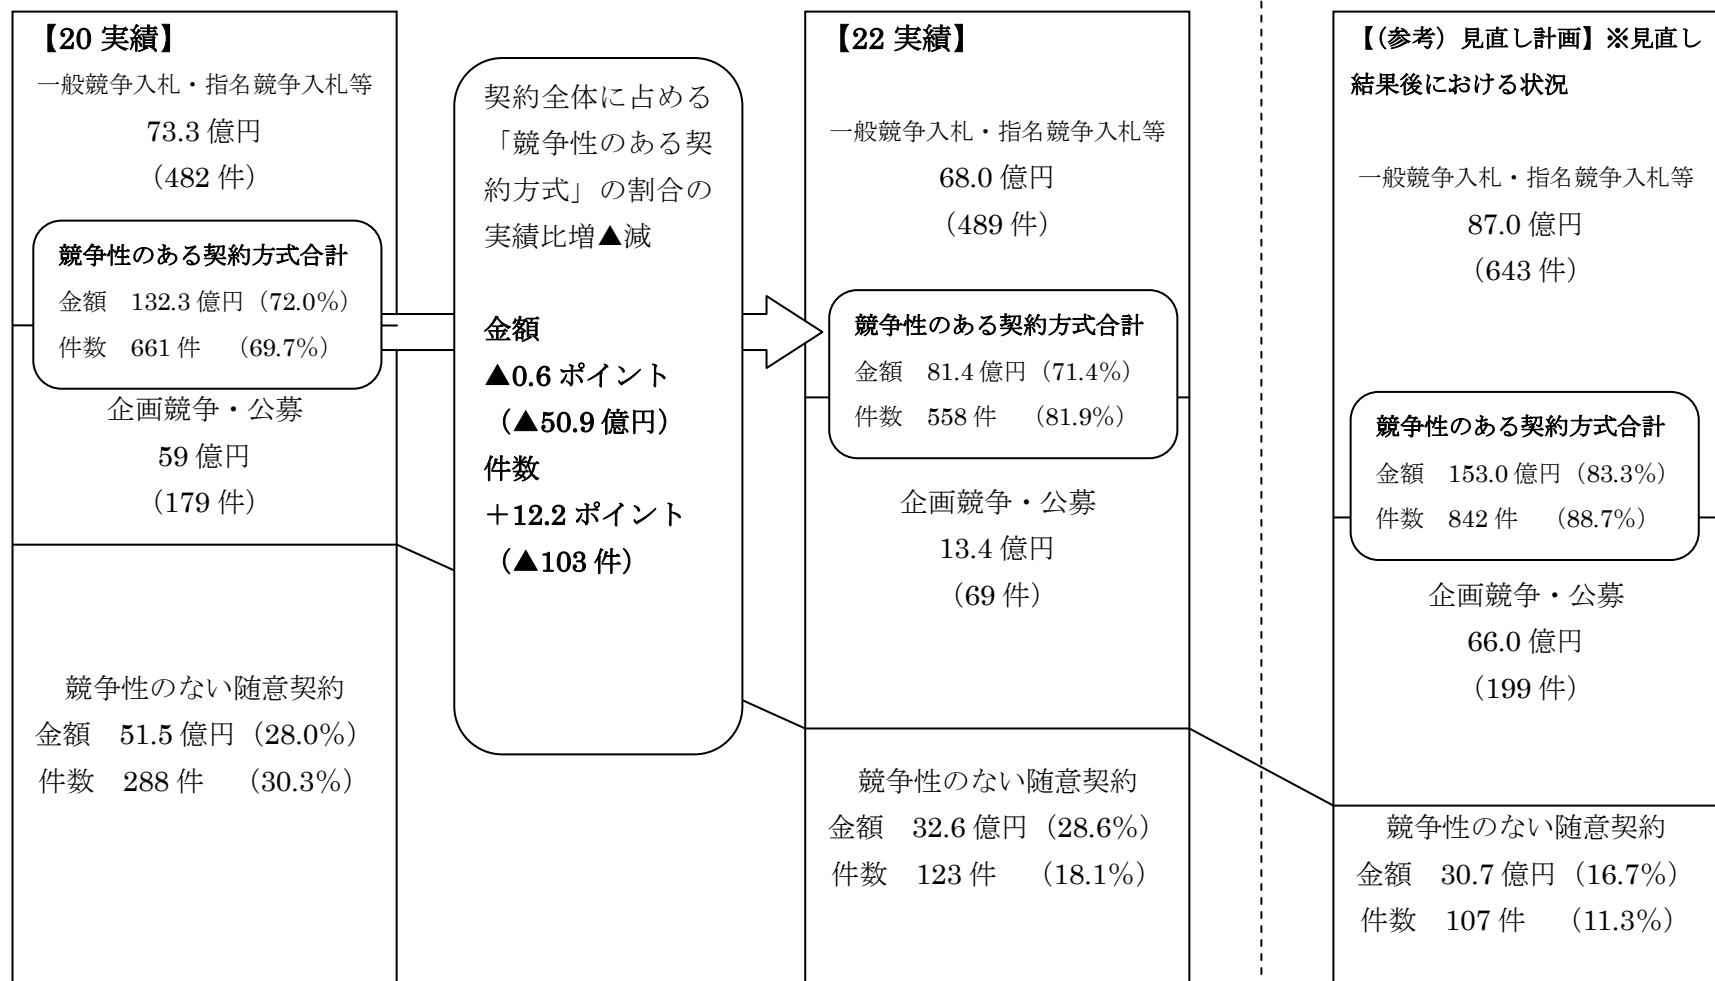 【20 実績】
一般競争入札・指名競争入札等
73.3 億円
（482 件）
競争性のある契約方式合計
金額　132.3 億円（72.0％）
件数　661 件　（69.7％）
企画競争・公募
59 億円
（179 件）
競争性のない随意契約
金額　51.5 億円（28.0％）
件数　288 件　（30.3％）
契約全体に占める
「競争性のある契
約方式」の割合の
実績比増▲減
金額
▲0.6 ポイント
（▲50.9 億円）
件数
＋12.2 ポイント
（▲103 件）
【22 実績】
一般競争入札・指名競争入札等
68.0 億円
（489 件）
競争性のある契約方式合計
金額　81.4 億円（71.4％）
件数　558 件　（81.9％）
企画競争・公募
13.4 億円
（69 件）
競争性のない随意契約
金額　32.6 億円（28.6％）
件数　123 件　（18.1％）
【（参考）見直し計画】※見直し
結果後における状況
一般競争入札・指名競争入札等
87.0 億円
（643 件）
競争性のある契約方式合計
金額　153.0 億円（83.3％）
件数　842 件　（88.7％）
企画競争・公募
66.0 億円
（199 件）
競争性のない随意契約
金額　30.7 億円（16.7％）
件数　107 件　（11.3％）